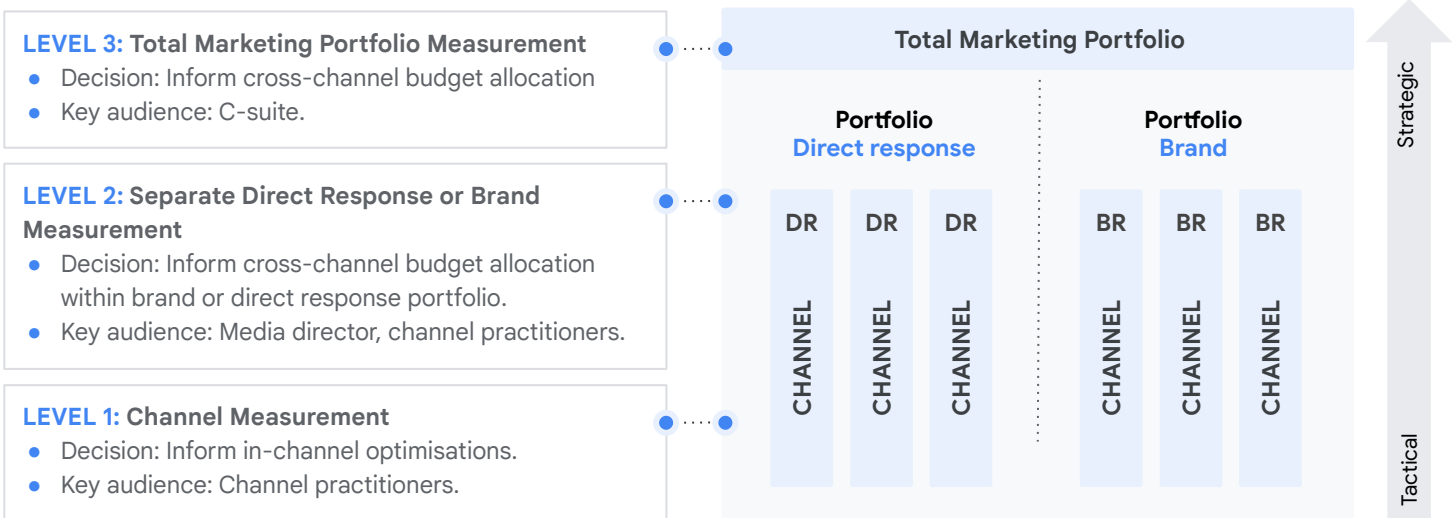 LEVEL 3: Total Marketing Portfolio Measurement
● Decision: Inform cross-channel budget allocation
● Key audience: C-suite.
LEVEL 2: Separate Direct Response or Brand
Measurement
● Decision: Inform cross-channel budget allocation
within brand or direct response portfolio.
● Key audience: Media director, channel practitioners.
LEVEL 1: Channel Measurement
● Decision: Inform in-channel optimisations.
● Key audience: Channel practitioners.
Total Marketing Portfolio
Portfolio
Direct response
DR
DR
DR
CHANNEL
CHANNEL
CHANNEL
Portfolio
Brand
BR
BR
BR
CHANNEL
CHANNEL
CHANNEL
Strategic
Tactical